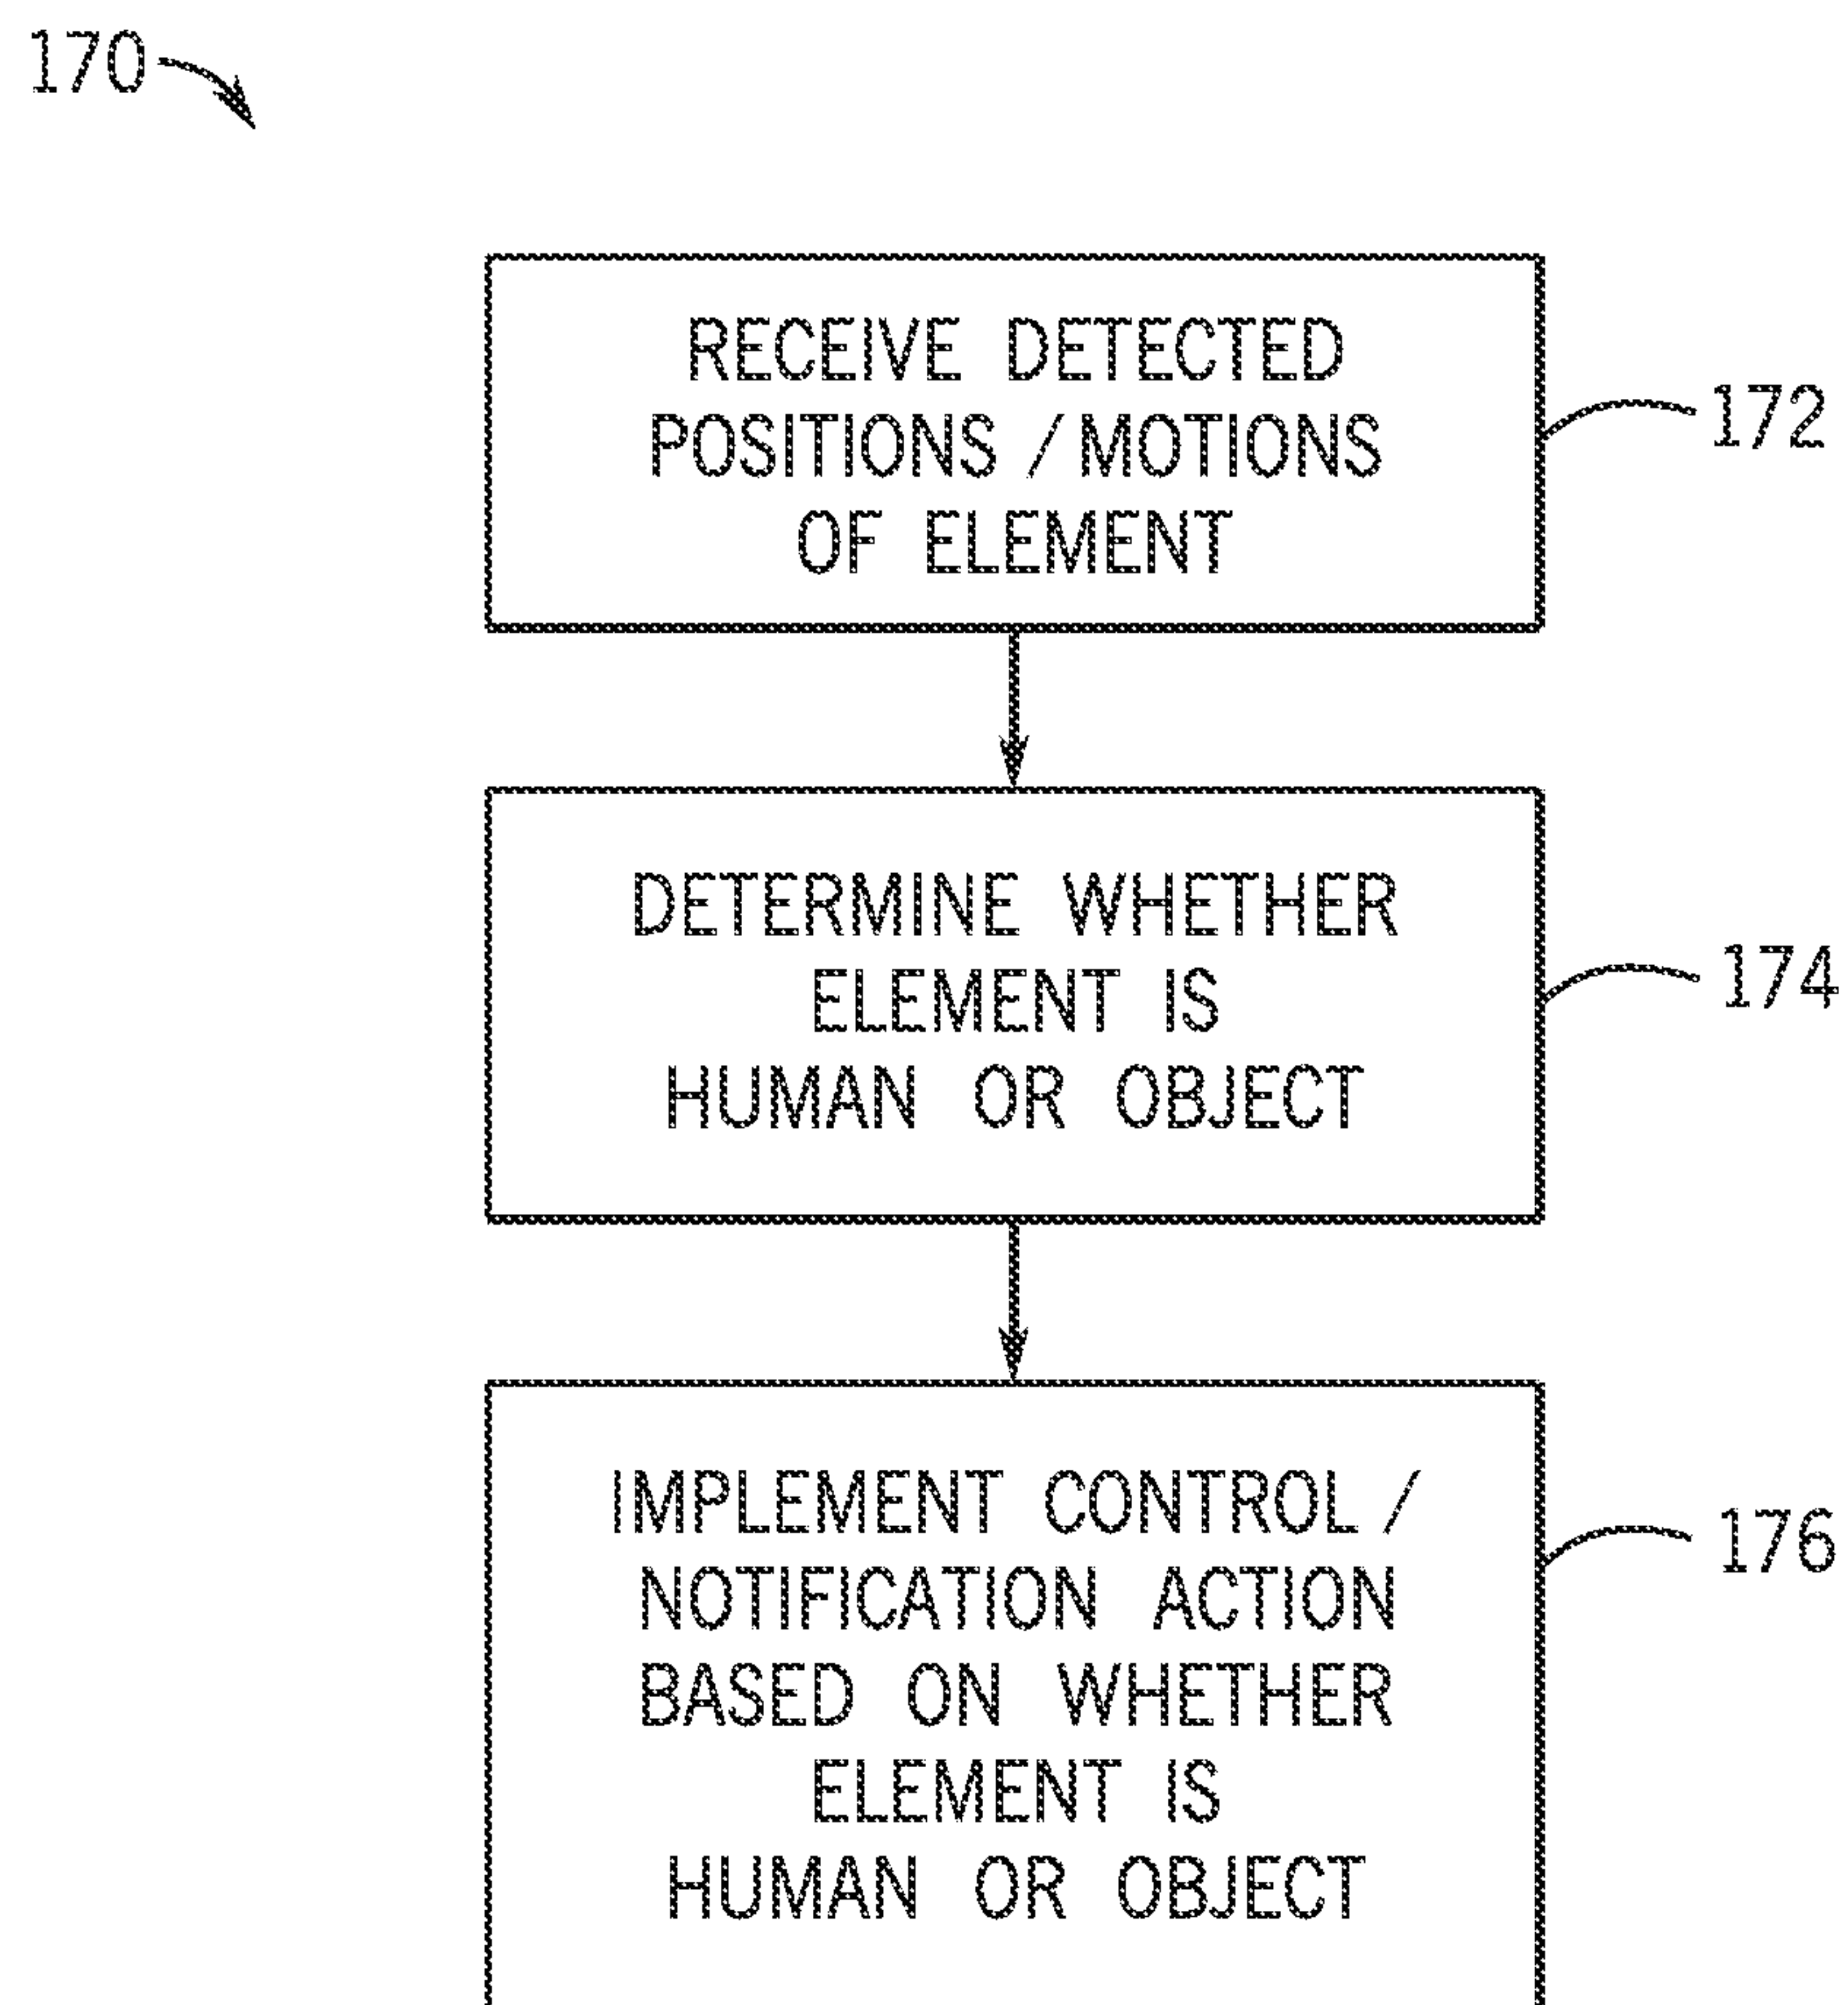 170
RECEIVE DETECTED
POSITIONS / MOTIONS
OF ELEMENT
172
DETERMINE WHETHER
ELEMENT IS
HUMAN OR OBJECT
174
IMPLEMENT CONTROL /
NOTIFICATION ACTION
BASED ON WHETHER
ELEMENT IS
HUMAN OR OBJECT
176